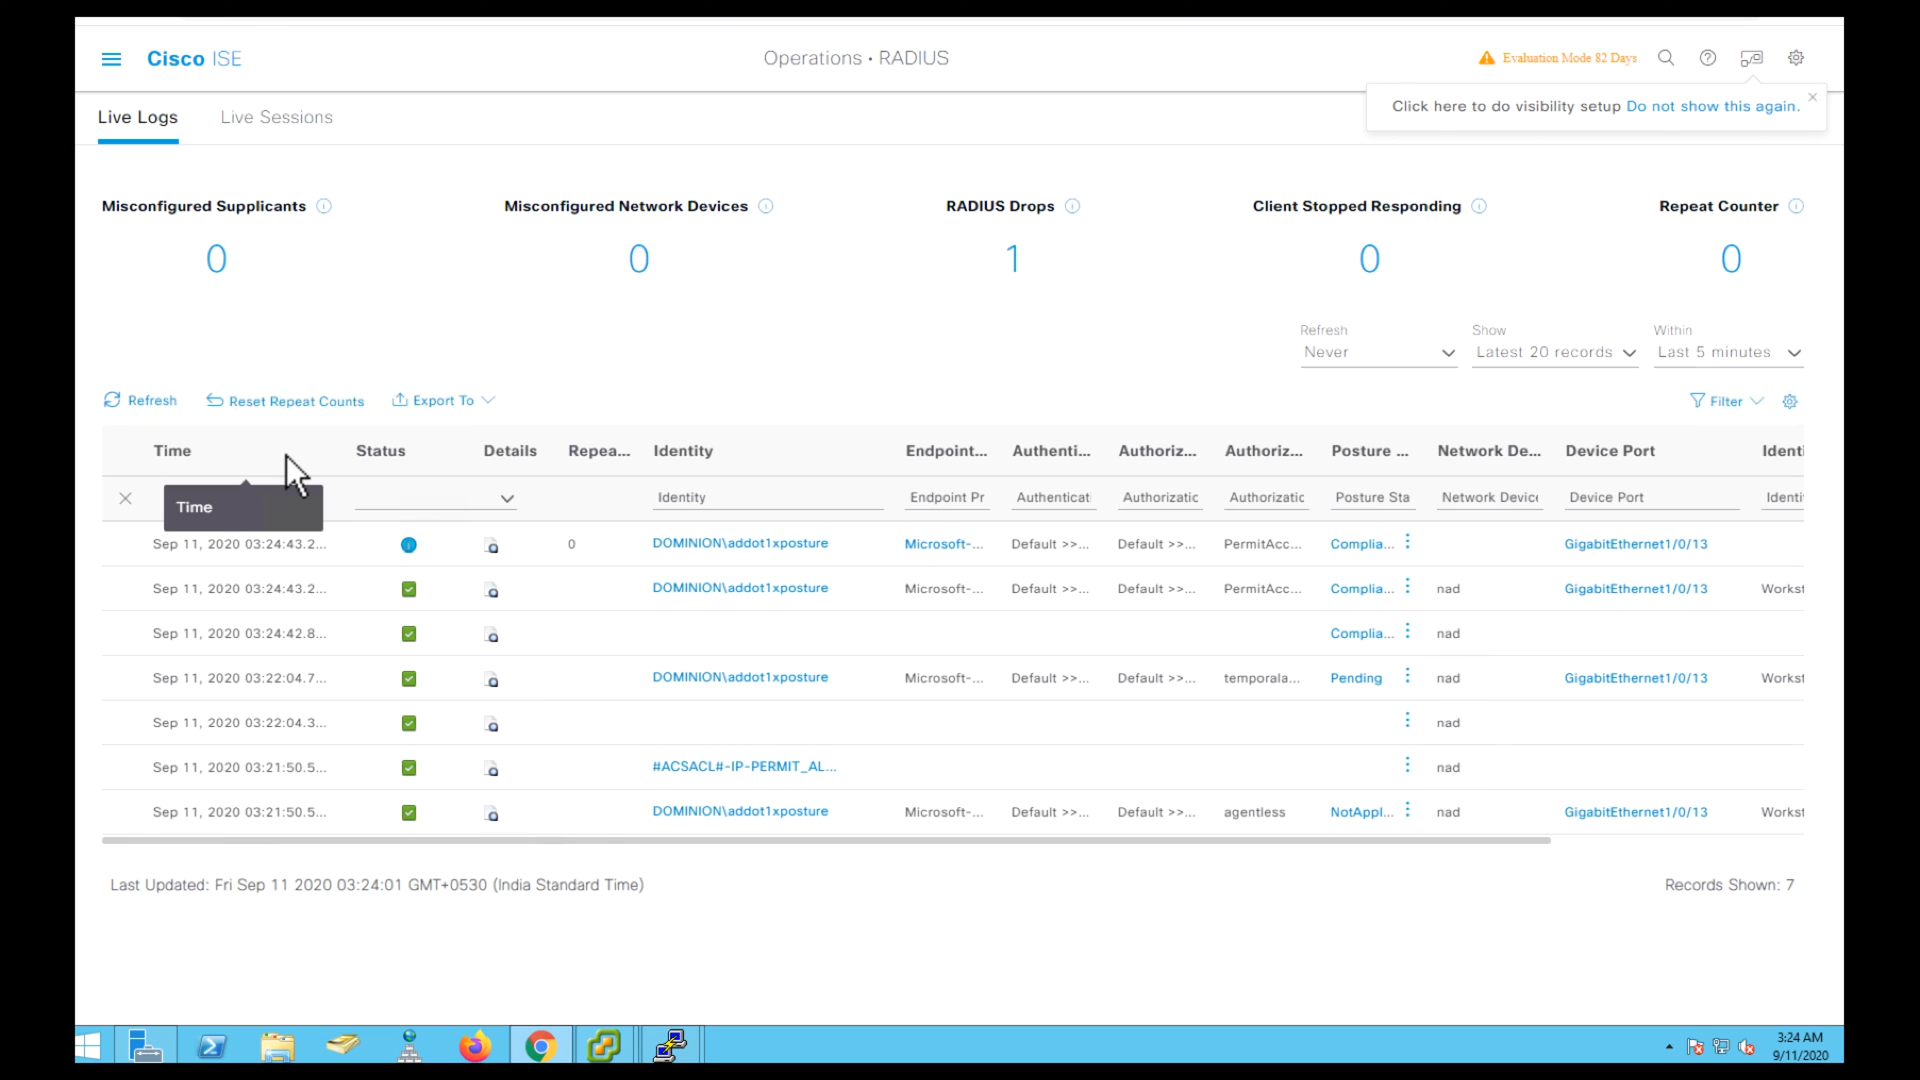 Cisco ISE
Operations · RADIUS
Evaluation Mode 82 Days
Click here to do visibility setup Do not show this again.
Live Logs
Live Sessions
Misconfigured Supplicants
0
Misconfigured Network Devices
0
RADIUS Drops
1
Client Stopped Responding
0
Repeat Counter
0
Refresh
Never
Show
Latest 20 records
Within
Last 5 minutes
Refresh
Reset Repeat Counts
Export To
Filter
Time Status Details Repea... Identity Endpoint... Authenti... Authoriz... Authoriz... Posture ... Network De... Device Port Identi
Time
Identity Endpoint Pr Authenticat Authorizatic Authorizatic Posture Sta Network Device Device Port Identi
Sep 11, 2020 03:24:43.2... 0 DOMINION\addot1xposture Microsoft-... Default >>... Default >>... PermitAcc... Complia... GigabitEthernet1/0/13
Sep 11, 2020 03:24:43.2... DOMINION\addot1xposture Microsoft-... Default >>... Default >>... PermitAcc... Complia... nad GigabitEthernet1/0/13 Workst
Sep 11, 2020 03:24:42.8... Complia... nad
Sep 11, 2020 03:22:04.7... DOMINION\addot1xposture Microsoft-... Default >>... Default >>... temporala... Pending nad GigabitEthernet1/0/13 Workst
Sep 11, 2020 03:22:04.3... nad
Sep 11, 2020 03:21:50.5... #ACSACL#-IP-PERMIT_AL... nad
Sep 11, 2020 03:21:50.5... DOMINION\addot1xposture Microsoft-... Default >>... Default >>... agentless NotAppl... nad GigabitEthernet1/0/13 Workst
Last Updated: Fri Sep 11 2020 03:24:01 GMT+0530 (India Standard Time)
Records Shown: 7
3:24 AM
9/11/2020